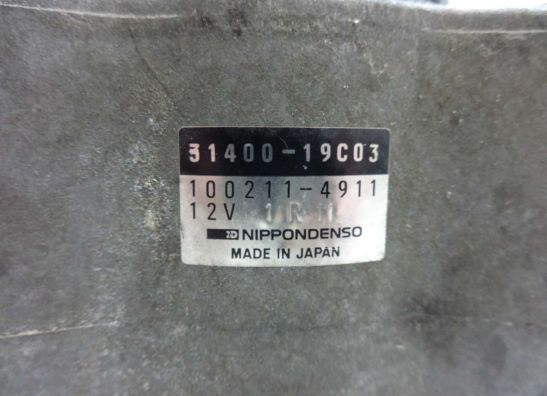 31400-19C03
100211-4911
12V
NIPPONDENSO
MADE IN JAPAN